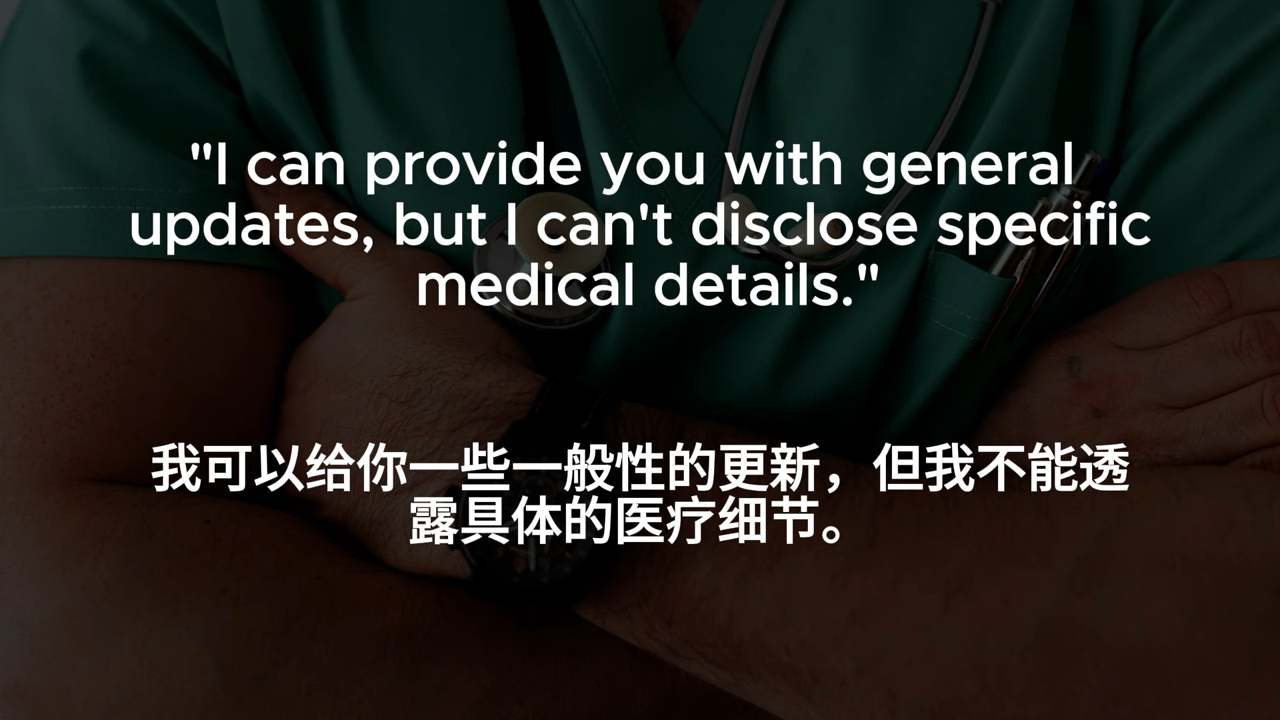 "I can provide you with general
updates, but I can't disclose specific
medical details."
我可以给你一些一般性的更新，但我不能透
露具体的医疗细节。